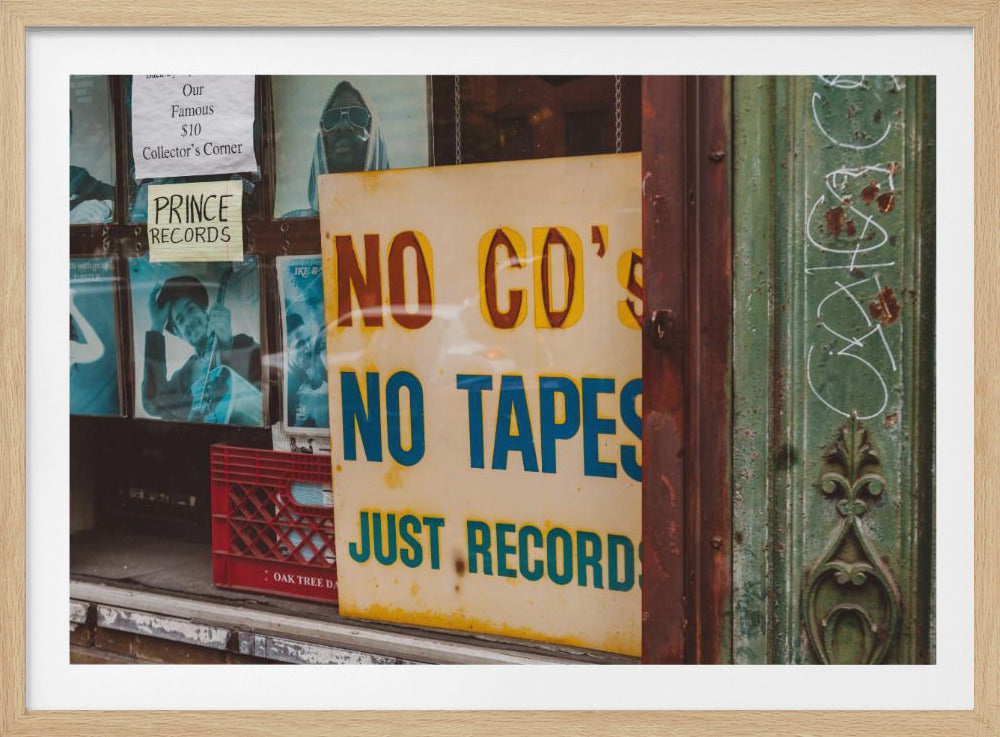 Our
Famous
$10
Collector's Corner
PRINCE
RECORDS
NO CD's
NO TAPES
JUST RECORDS
OAK TREE DA